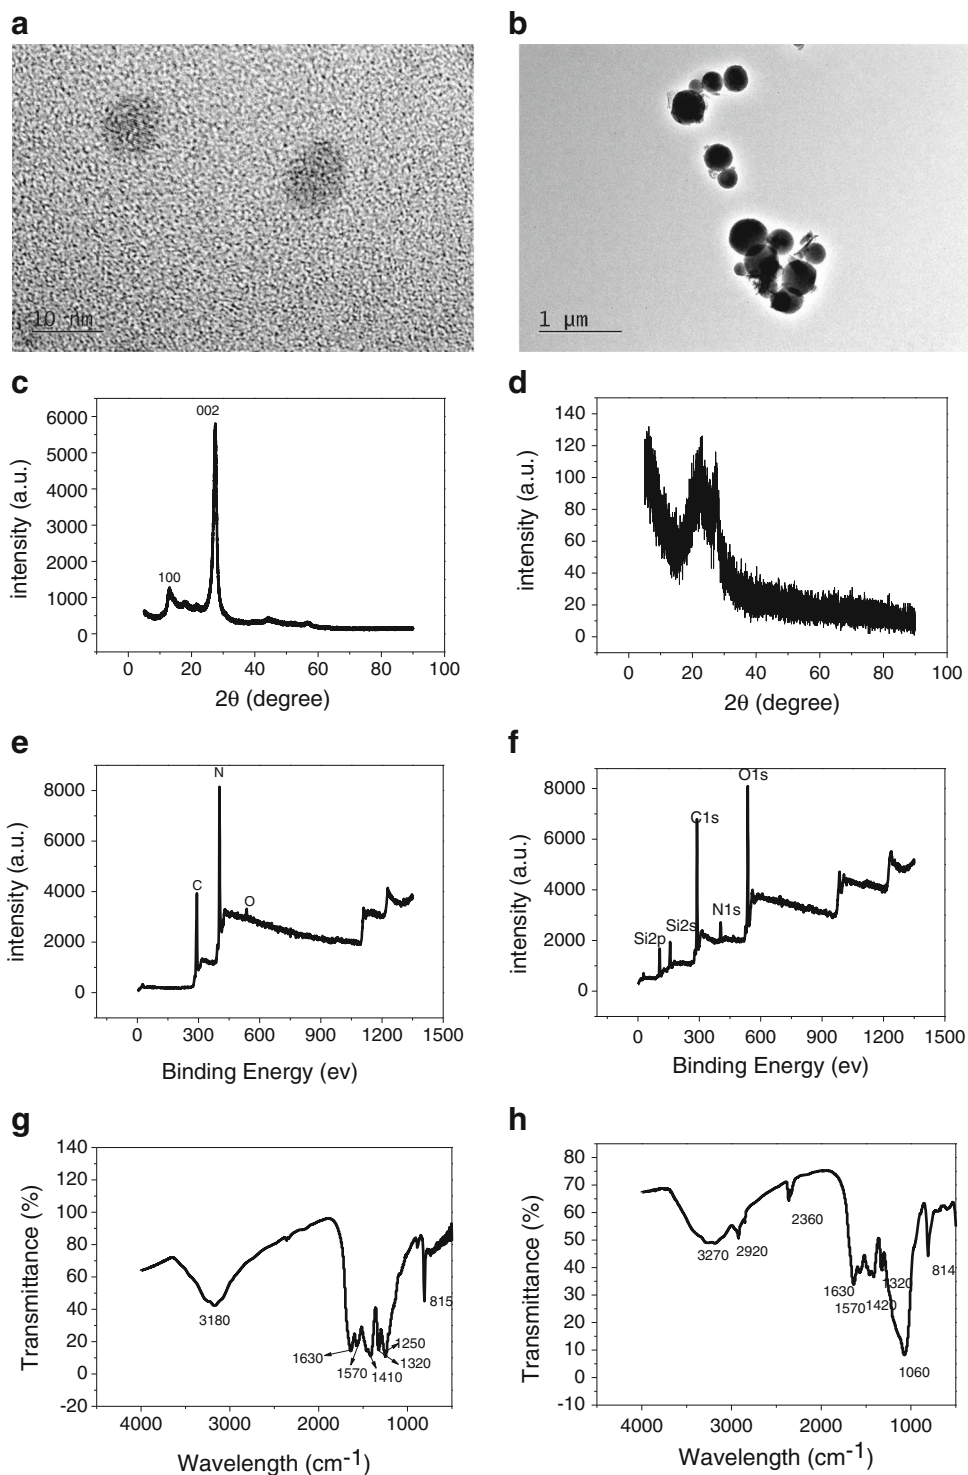 a
b
10 nm
1 µm
c
d
002
100
6000
5000
4000
3000
2000
1000
0
intensity (a.u.)
0 20 40 60 80 100
2θ (degree)
140
120
100
80
60
40
20
0
intensity (a.u.)
0 20 40 60 80 100
2θ (degree)
e
f
N
C
O
8000
6000
4000
2000
0
intensity (a.u.)
0 300 600 900 1200 1500
Binding Energy (ev)
O1s
C1s
N1s
Si2s
Si2p
8000
6000
4000
2000
0
intensity (a.u.)
0 300 600 900 1200 1500
Binding Energy (ev)
g
h
140
120
100
80
60
40
20
0
-20
Transmittance (%)
3180
1630
1570
1410
1320
1250
815
4000 3000 2000 1000
Wavelength (cm-1)
80
70
60
50
40
30
20
10
0
-10
Transmittance (%)
3270
2920
2360
1630
1570
1420
1320
1060
814
4000 3000 2000 1000
Wavelength (cm-1)